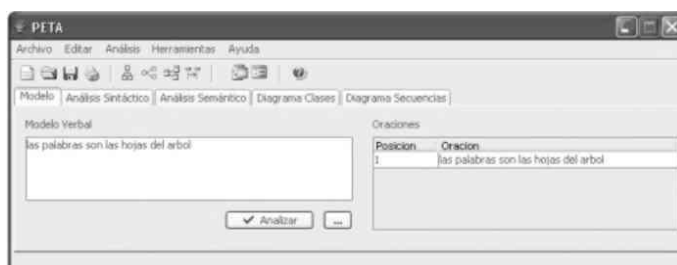 PETA
Archivo Editar Análisis Herramientas Ayuda
Modelo Análisis Sintáctico Análisis Semántico Diagrama Clases Diagrama Secuencias
Modelo Verbal
las palabras son las hojas del arbol
Analizar ...
Oraciones
Posicion Oracion
1 las palabras son las hojas del arbol